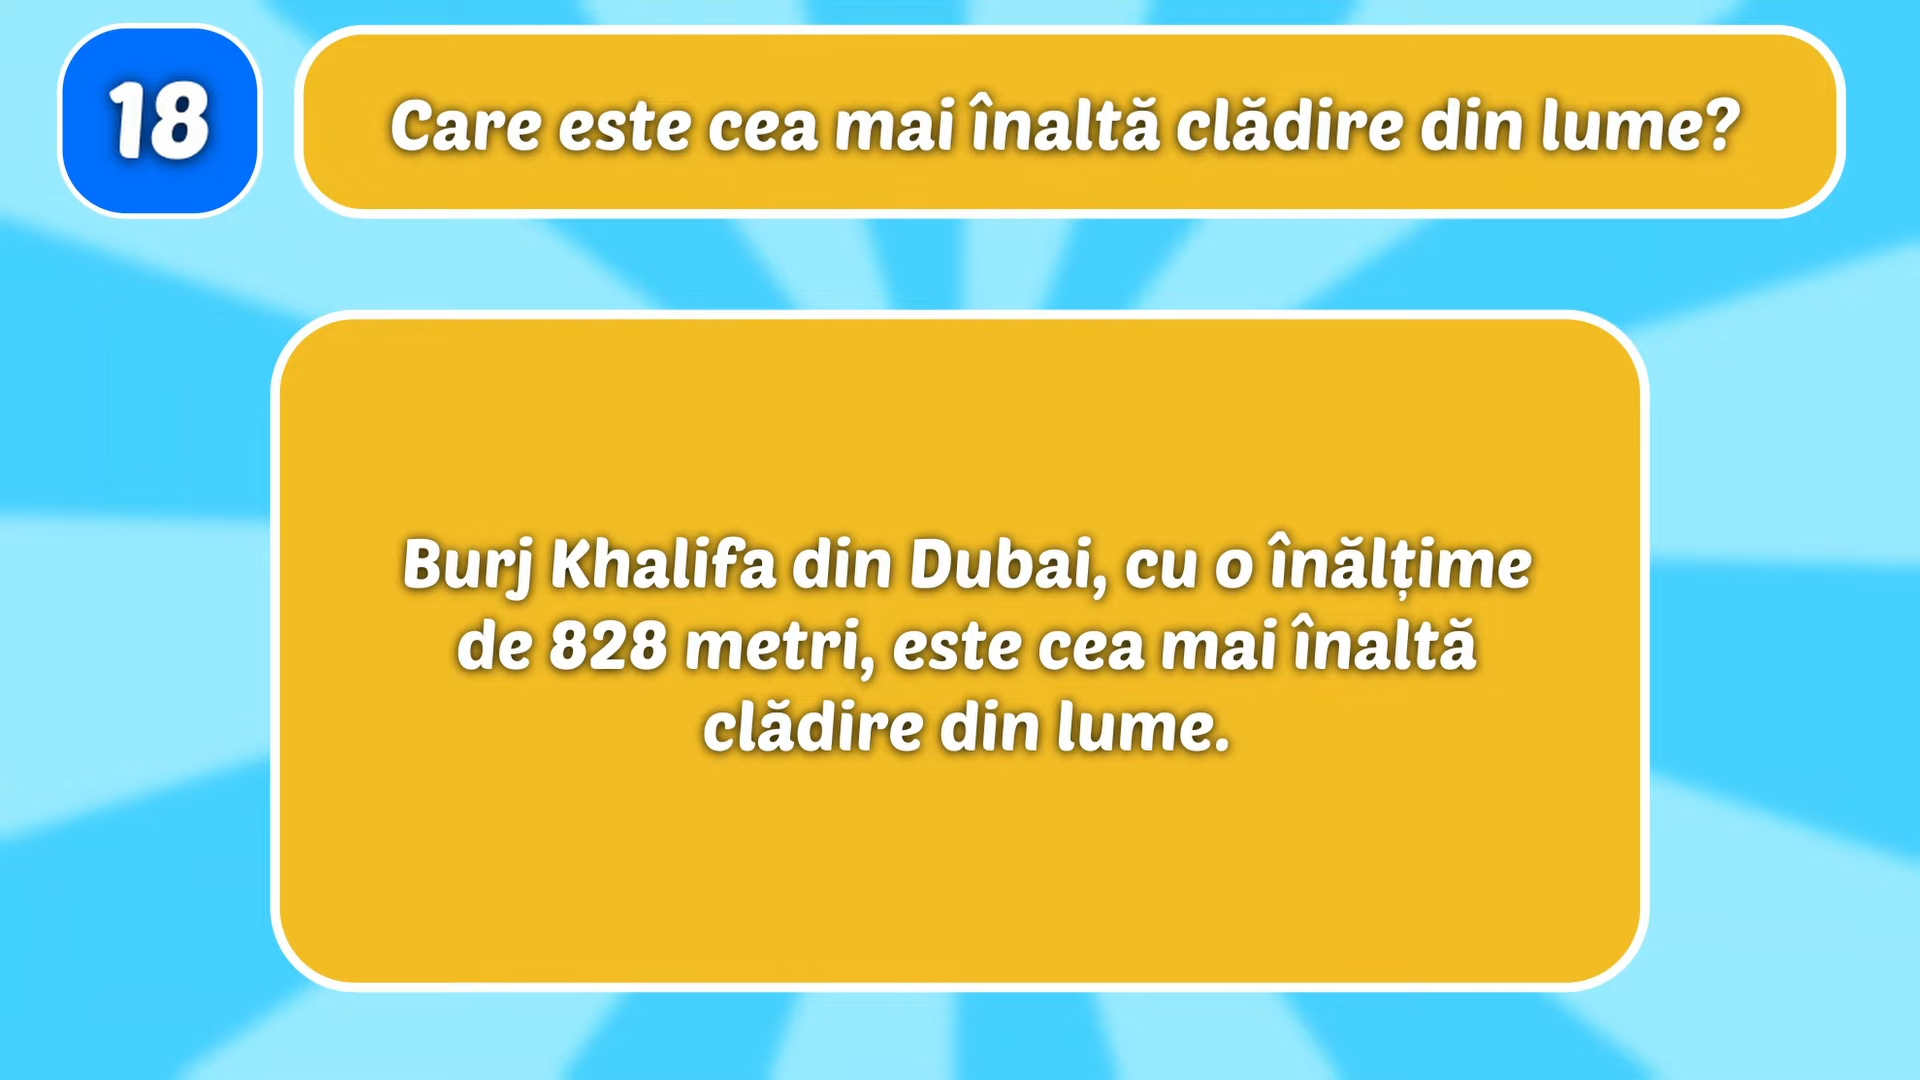 18
Care este cea mai înaltă clădire din lume?
Burj Khalifa din Dubai, cu o înălțime
de 828 metri, este cea mai înaltă
clădire din lume.